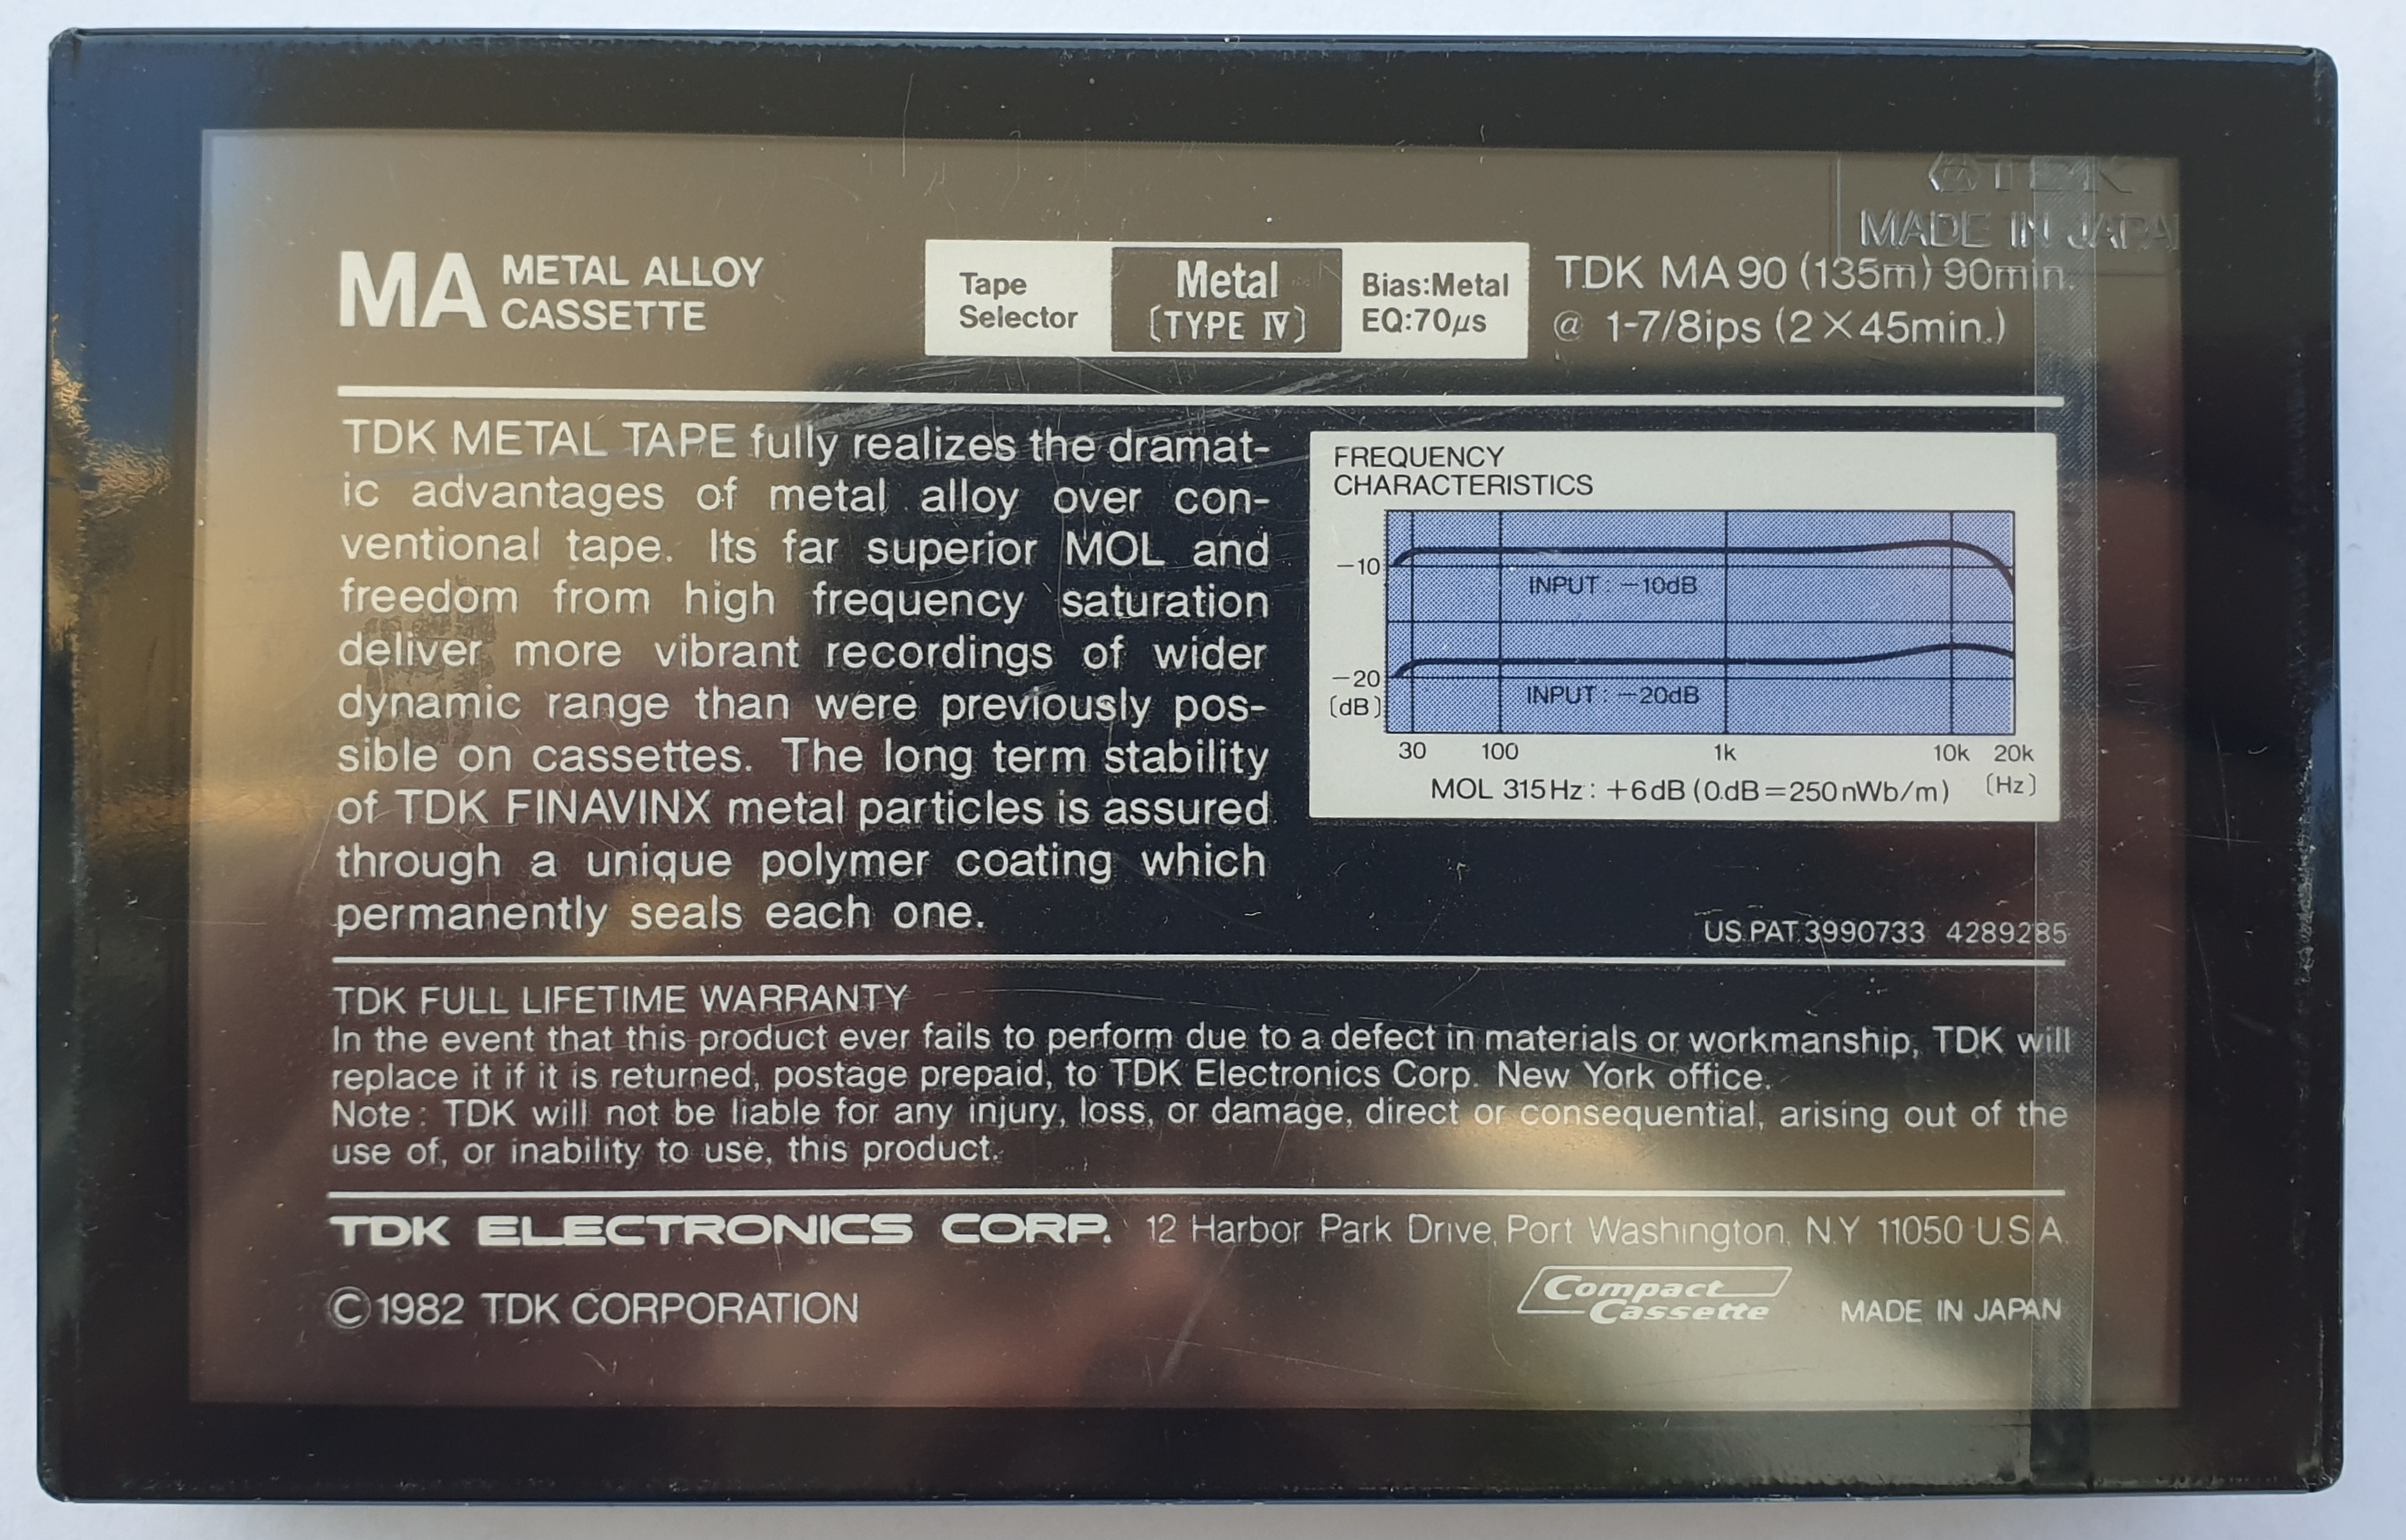 TDK
MADE IN JAPA
MA METAL ALLOY
CASSETTE
Tape
Selector
Metal
(TYPE IV)
Bias:Metal
EQ:70μs
TDK MA 90 (135m) 90min.
@ 1-7/8ips (2×45min.)
TDK METAL TAPE fully realizes the dramat-
ic advantages of metal alloy over con-
ventional tape. Its far superior MOL and
freedom from high frequency saturation
deliver more vibrant recordings of wider
dynamic range than were previously pos-
sible on cassettes. The long term stability
of TDK FINAVINX metal particles is assured
through a unique polymer coating which
permanently seals each one.
FREQUENCY
CHARACTERISTICS
−10
INPUT : −10dB
−20
(dB)
INPUT : −20dB
30 100 1k 10k 20k
MOL 315Hz : +6dB (0dB=250nWb/m) (Hz)
US.PAT.3990733 4289285
TDK FULL LIFETIME WARRANTY
In the event that this product ever fails to perform due to a defect in materials or workmanship, TDK will
replace it if it is returned, postage prepaid, to TDK Electronics Corp. New York office.
Note : TDK will not be liable for any injury, loss, or damage, direct or consequential, arising out of the
use of, or inability to use, this product.
TDK ELECTRONICS CORP. 12 Harbor Park Drive, Port Washington, N.Y 11050 U.S.A.
©1982 TDK CORPORATION
Compact
Cassette
MADE IN JAPAN